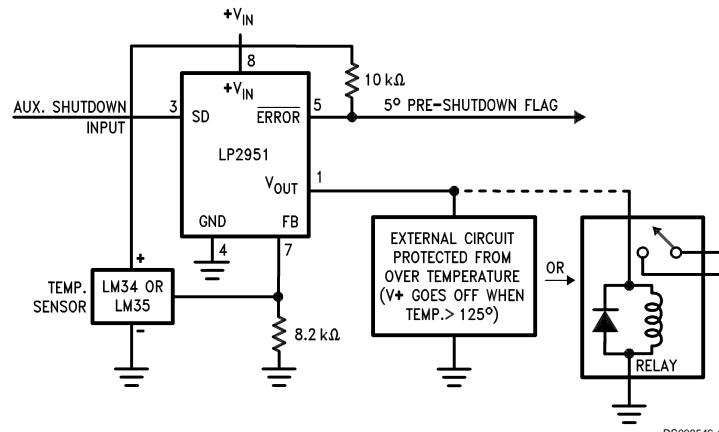 +VIN
8
+VIN
10 kΩ
AUX. SHUTDOWN
INPUT
3
SD
ERROR
5
5° PRE-SHUTDOWN FLAG
LP2951
VOUT
1
GND
FB
4
7
+
TEMP.
SENSOR
LM34 OR
LM35
–
8.2 kΩ
EXTERNAL CIRCUIT
PROTECTED FROM
OVER TEMPERATURE
(V+ GOES OFF WHEN
TEMP.> 125°)
OR
RELAY